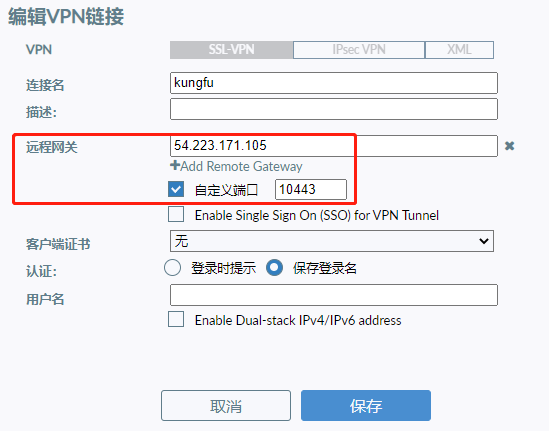 编辑VPN链接
VPN SSL-VPN IPsec VPN XML
连接名 kungfu
描述:
远程网关 54.223.171.105 ✖
✚Add Remote Gateway
自定义端口 10443
Enable Single Sign On (SSO) for VPN Tunnel
客户端证书 无
认证: 登录时提示 保存登录名
用户名
Enable Dual-stack IPv4/IPv6 address
取消 保存